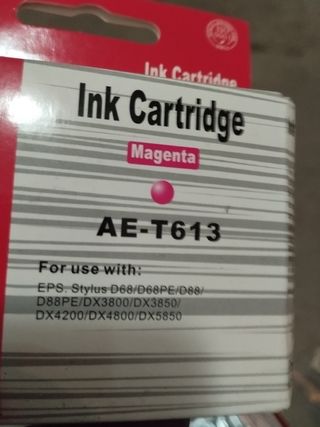 Ink Cartridge
Ink Cartridge
Magenta
AE-T613
For use with:
EPS. Stylus D68/D68PE/D88/
D88PE/DX3800/DX3850/
DX4200/DX4800/DX5850